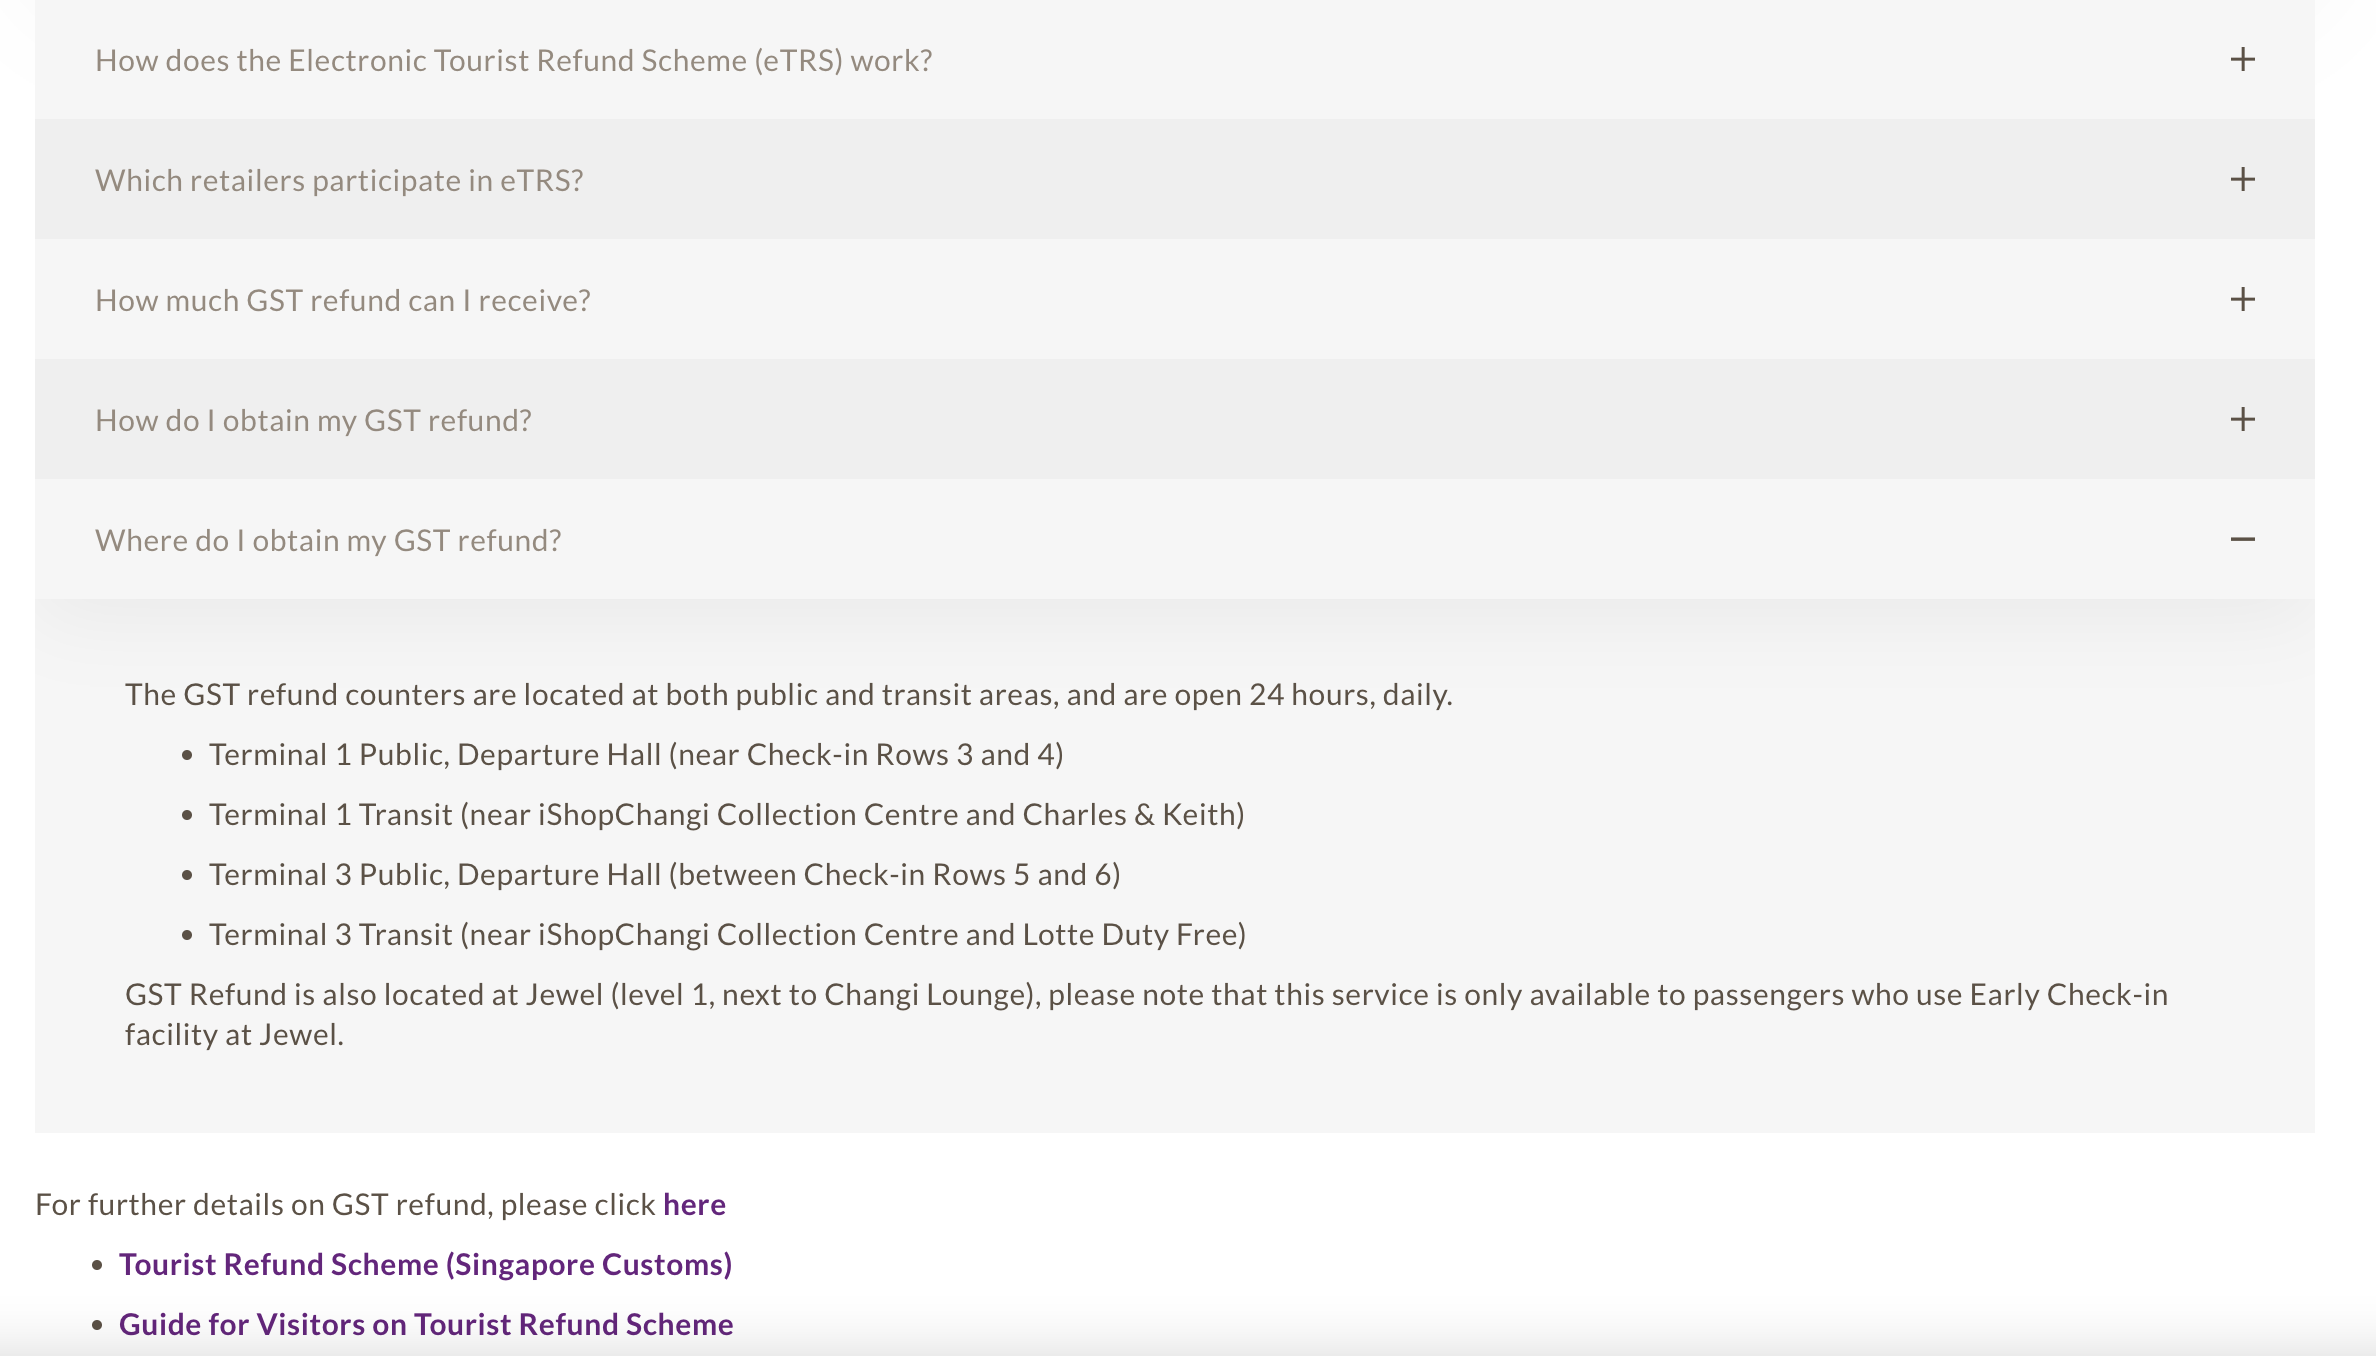 How does the Electronic Tourist Refund Scheme (eTRS) work?
Which retailers participate in eTRS?
How much GST refund can I receive?
How do I obtain my GST refund?
Where do I obtain my GST refund?
The GST refund counters are located at both public and transit areas, and are open 24 hours, daily.
• Terminal 1 Public, Departure Hall (near Check-in Rows 3 and 4)
• Terminal 1 Transit (near iShopChangi Collection Centre and Charles & Keith)
• Terminal 3 Public, Departure Hall (between Check-in Rows 5 and 6)
• Terminal 3 Transit (near iShopChangi Collection Centre and Lotte Duty Free)
GST Refund is also located at Jewel (level 1, next to Changi Lounge), please note that this service is only available to passengers who use Early Check-in
facility at Jewel.
For further details on GST refund, please click here
• Tourist Refund Scheme (Singapore Customs)
• Guide for Visitors on Tourist Refund Scheme